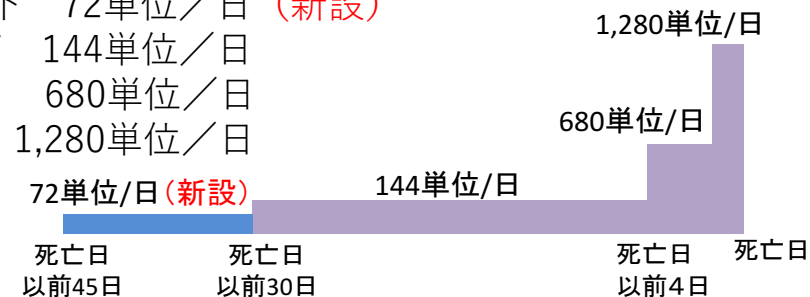 下 72単位／日（新設）
144単位／日
680単位／日
1,280単位／日
1,280単位/日
680単位/日
72単位/日（新設）
144単位/日
死亡日
以前45日
死亡日
以前30日
死亡日
以前４日
死亡日